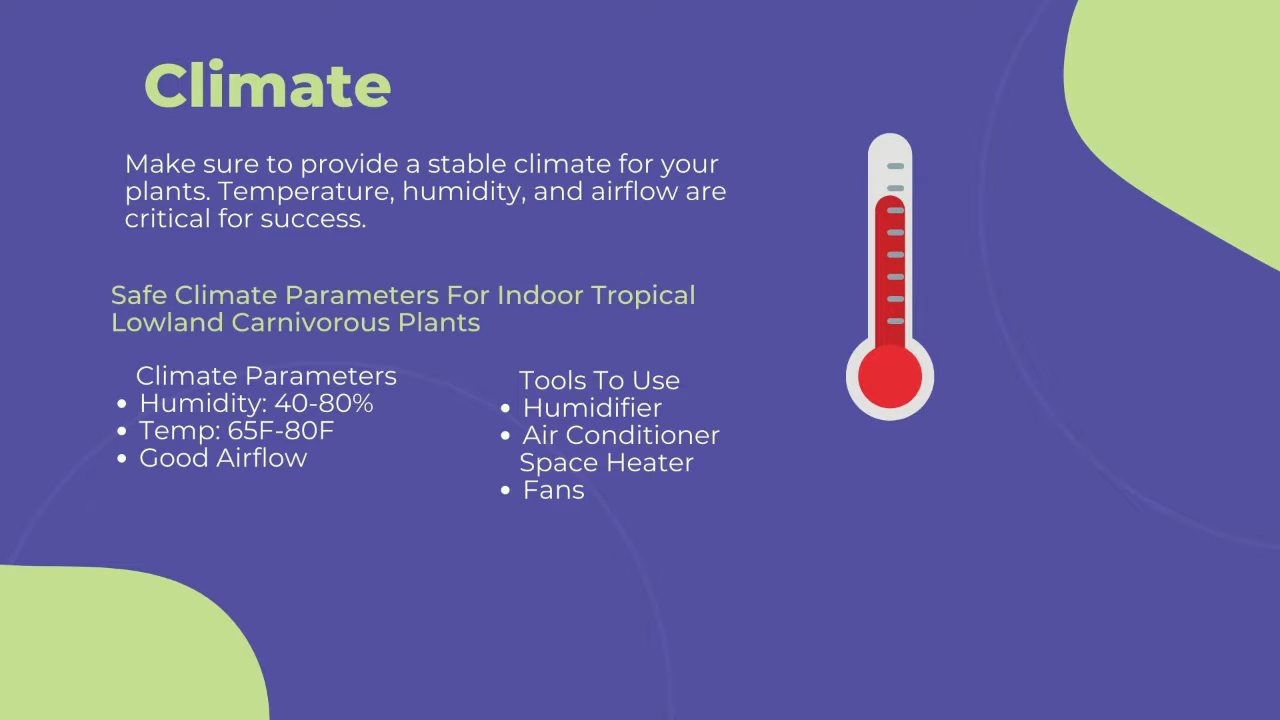 Climate
Make sure to provide a stable climate for your
plants. Temperature, humidity, and airflow are
critical for success.
Safe Climate Parameters For Indoor Tropical
Lowland Carnivorous Plants
Climate Parameters
• Humidity: 40-80%
• Temp: 65F-80F
• Good Airflow
Tools To Use
• Humidifier
• Air Conditioner
Space Heater
• Fans